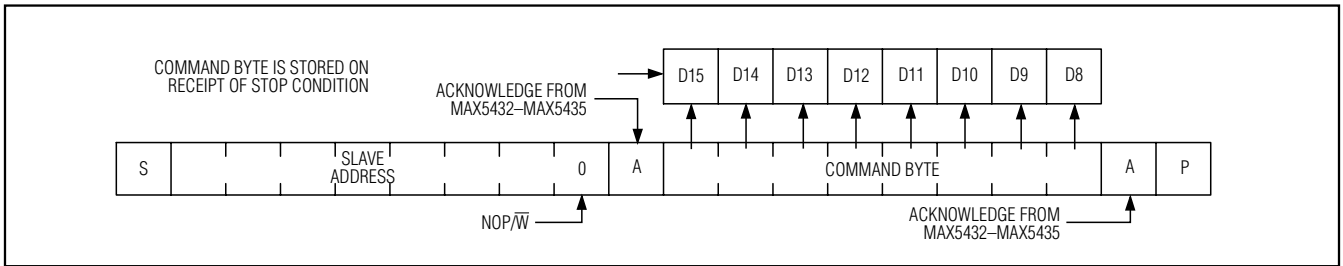 COMMAND BYTE IS STORED ON
RECEIPT OF STOP CONDITION
D15 D14 D13 D12 D11 D10 D9 D8
ACKNOWLEDGE FROM
MAX5432–MAX5435
S SLAVE ADDRESS 0 A COMMAND BYTE A P
NOP/W̅
ACKNOWLEDGE FROM
MAX5432–MAX5435